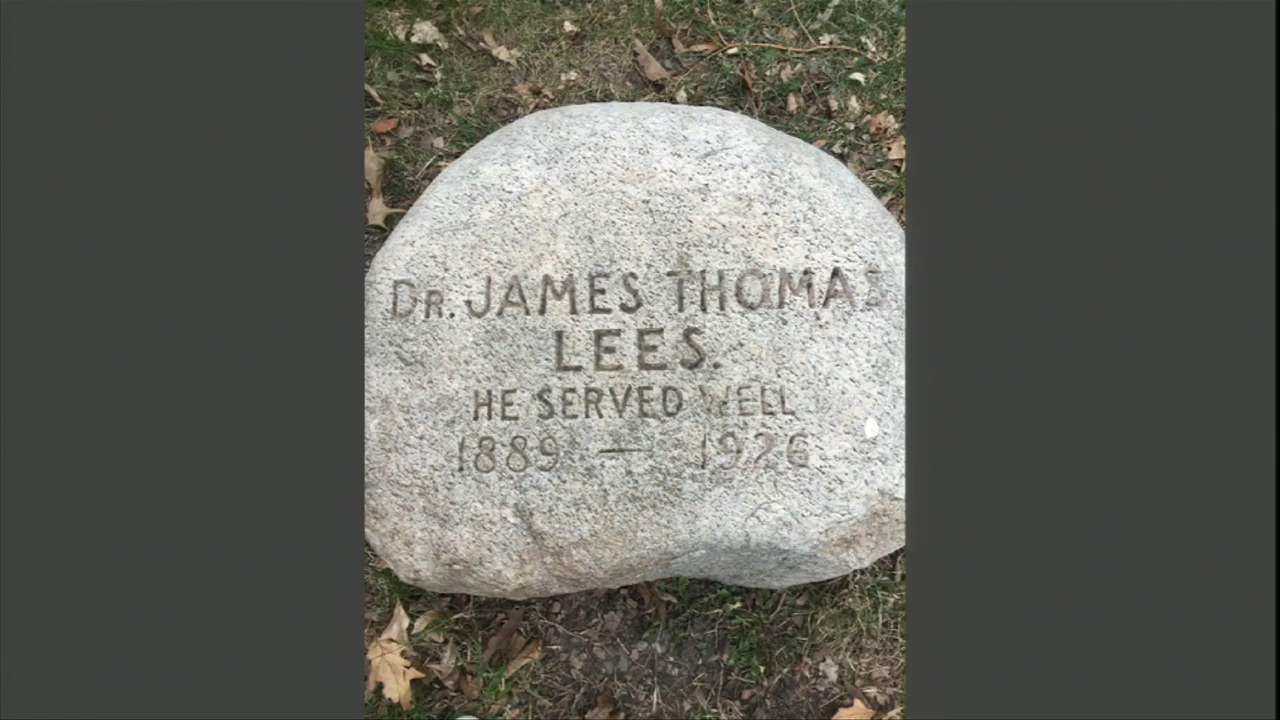 Dr. JAMES THOMAS
LEES.
HE SERVED WELL
1889 — 1926